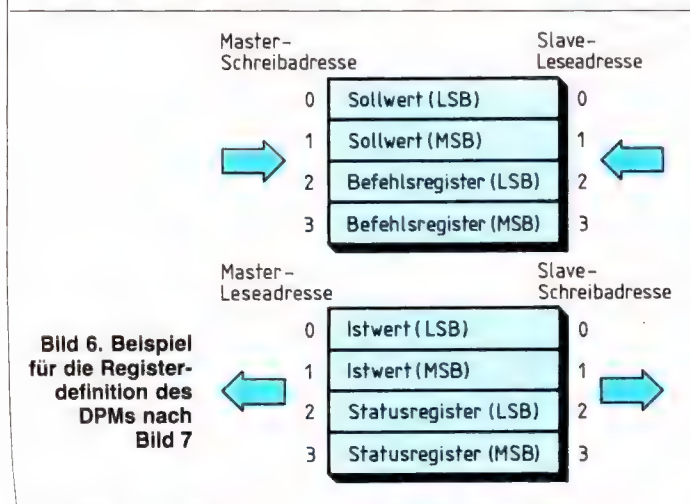 Master-
Schreibadresse
Slave-
Leseadresse
0 Sollwert (LSB) 0
1 Sollwert (MSB) 1
2 Befehlsregister (LSB) 2
3 Befehlsregister (MSB) 3
Master-
Leseadresse
Slave-
Schreibadresse
0 Istwert (LSB) 0
1 Istwert (MSB) 1
2 Statusregister (LSB) 2
3 Statusregister (MSB) 3
Bild 6. Beispiel
für die Register-
definition des
DPMs nach
Bild 7